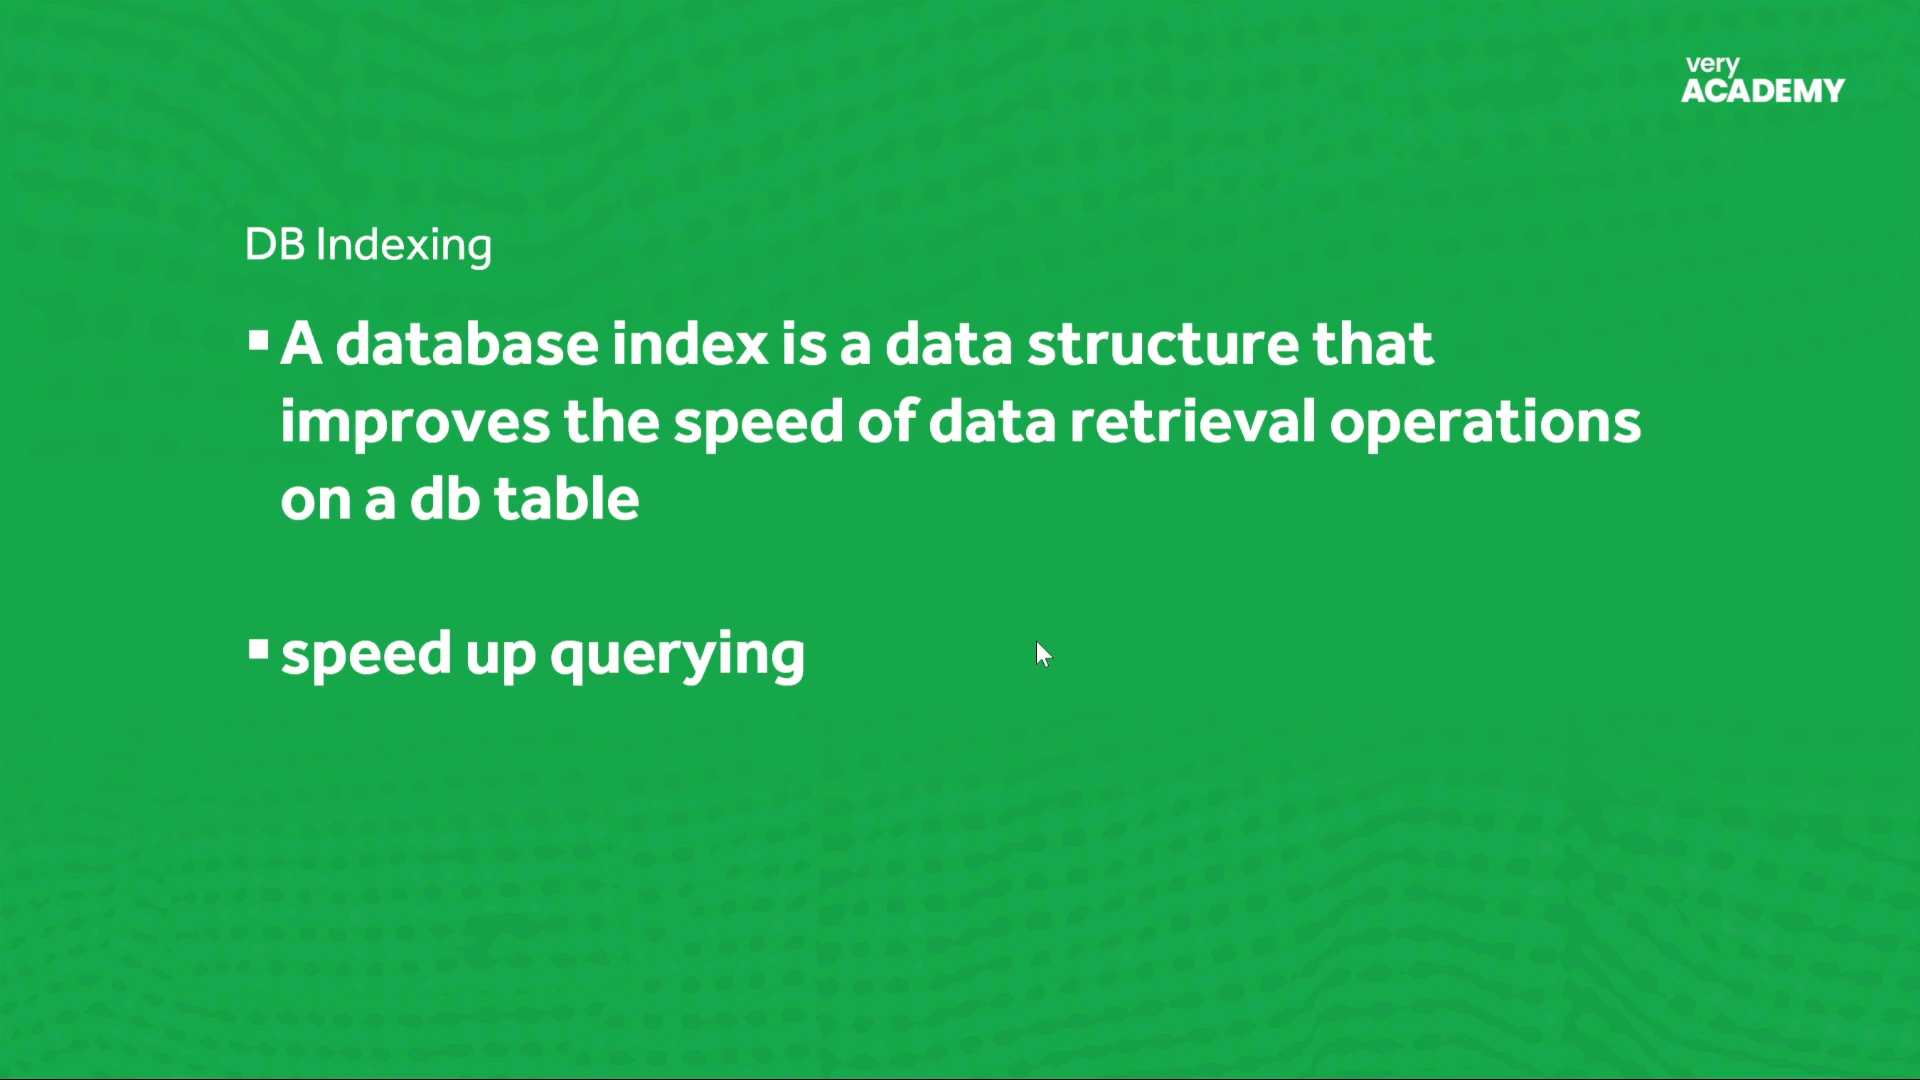 very
ACADEMY
DB Indexing
▪ A database index is a data structure that
improves the speed of data retrieval operations
on a db table
▪ speed up querying